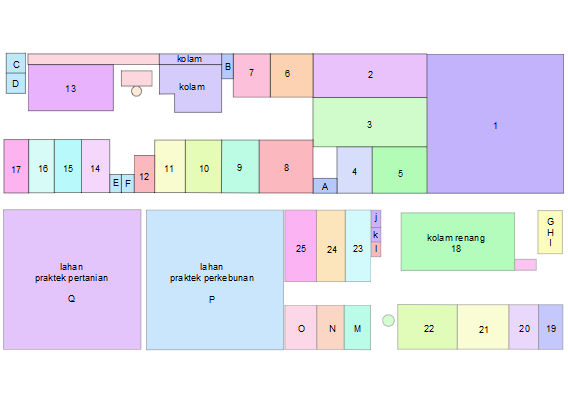 C
D
13
kolam
kolam
B
7
6
2
1
3
17
16
15
14
E
F
12
11
10
9
8
A
4
5
lahan
praktek pertanian
Q
lahan
praktek perkebunan
P
25
24
23
j
k
l
kolam renang
18
G
H
I
O
N
M
22
21
20
19